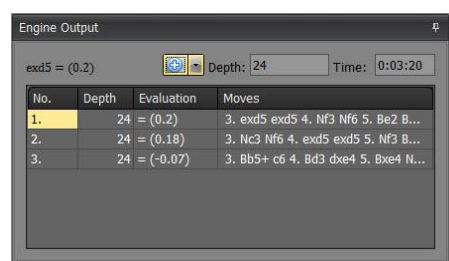 Engine Output
exd5 = (0.2) Depth: 24 Time: 0:03:20
No. Depth Evaluation Moves
1. 24 = (0.2) 3. exd5 exd5 4. Nf3 Nf6 5. Be2 B...
2. 24 = (0.18) 3. Nc3 Nf6 4. exd5 exd5 5. Nf3 B...
3. 24 = (-0.07) 3. Bb5+ c6 4. Bd3 dxe4 5. Bxe4 N...